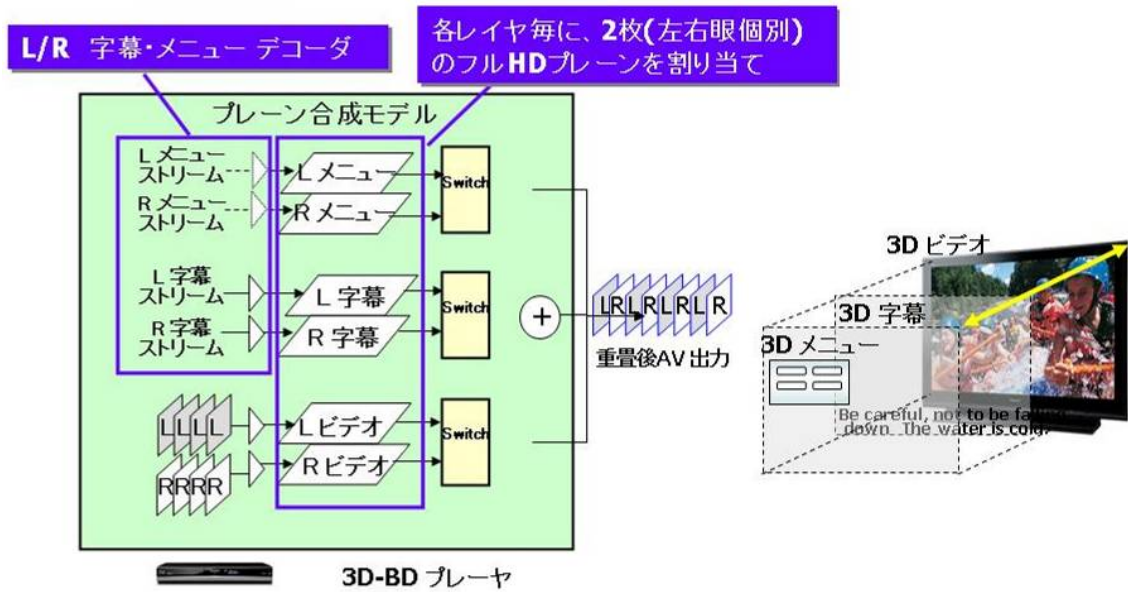 L/R 字幕・メニュー デコーダ
各レイヤ毎に、2枚(左右眼個別)
のフルHDプレーンを割り当て
プレーン合成モデル
L メニュー
ストリーム
R メニュー
ストリーム
L メニュー
R メニュー
Switch
L 字幕
ストリーム
R 字幕
ストリーム
L 字幕
R 字幕
Switch
LLLL
RRRR
L ビデオ
R ビデオ
Switch
+
LRLRLRLR
重畳後AV 出力
3D-BD プレーヤ
3D ビデオ
3D 字幕
3D メニュー
Be careful, not to be falling
down. The water is cold.